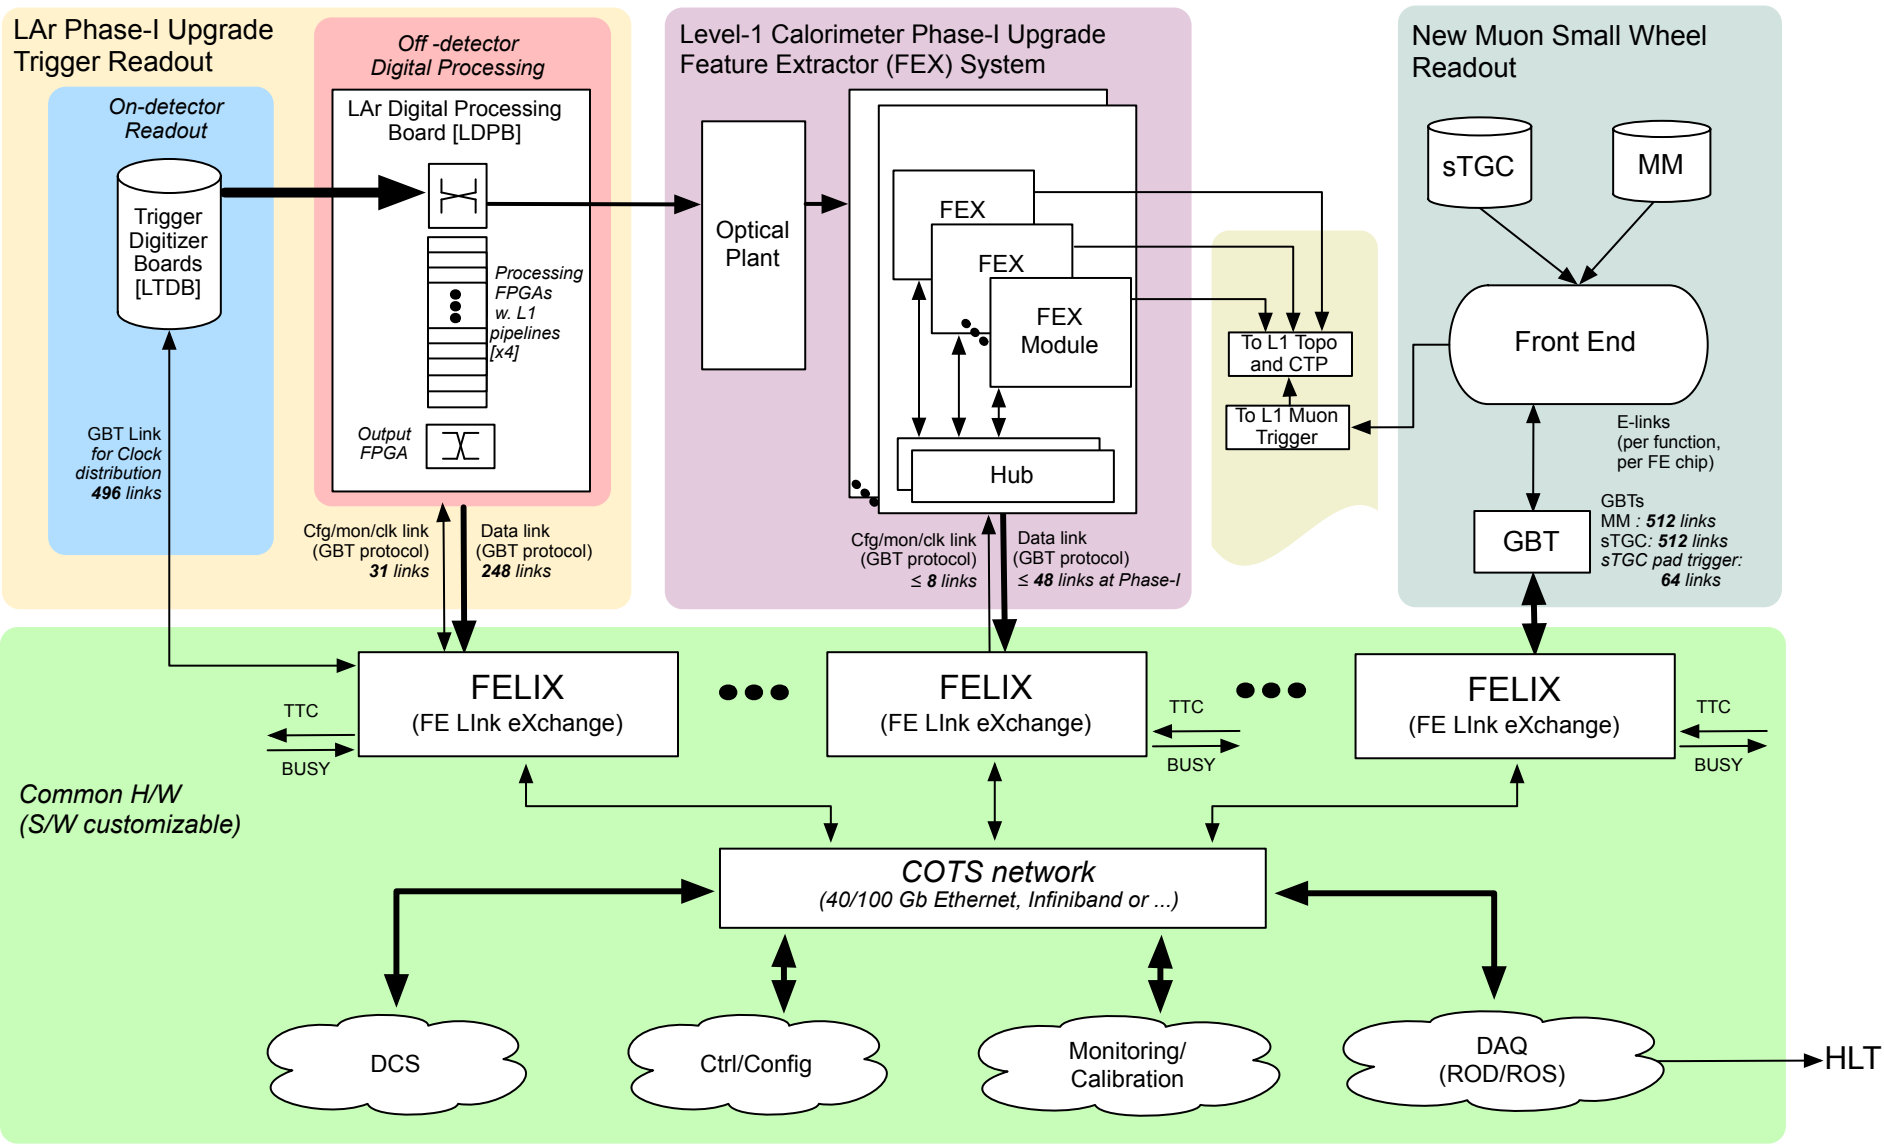 LAr Phase-I Upgrade
Trigger Readout
On-detector
Readout
Trigger
Digitizer
Boards
[LTDB]
GBT Link
for Clock
distribution
496 links
Off -detector
Digital Processing
LAr Digital Processing
Board [LDPB]
Processing
FPGAs
w. L1
pipelines
[x4]
Output
FPGA
Cfg/mon/clk link
(GBT protocol)
31 links
Data link
(GBT protocol)
248 links
Level-1 Calorimeter Phase-I Upgrade
Feature Extractor (FEX) System
Optical
Plant
FEX
FEX
FEX
Module
Hub
Cfg/mon/clk link
(GBT protocol)
≤ 8 links
Data link
(GBT protocol)
≤ 48 links at Phase-I
To L1 Topo
and CTP
To L1 Muon
Trigger
New Muon Small Wheel
Readout
sTGC
MM
Front End
E-links
(per function,
per FE chip)
GBT
GBTs
MM : 512 links
sTGC: 512 links
sTGC pad trigger:
64 links
FELIX
(FE LInk eXchange)
TTC
BUSY
FELIX
(FE LInk eXchange)
TTC
BUSY
FELIX
(FE LInk eXchange)
TTC
BUSY
Common H/W
(S/W customizable)
COTS network
(40/100 Gb Ethernet, Infiniband or ...)
DCS
Ctrl/Config
Monitoring/
Calibration
DAQ
(ROD/ROS)
HLT